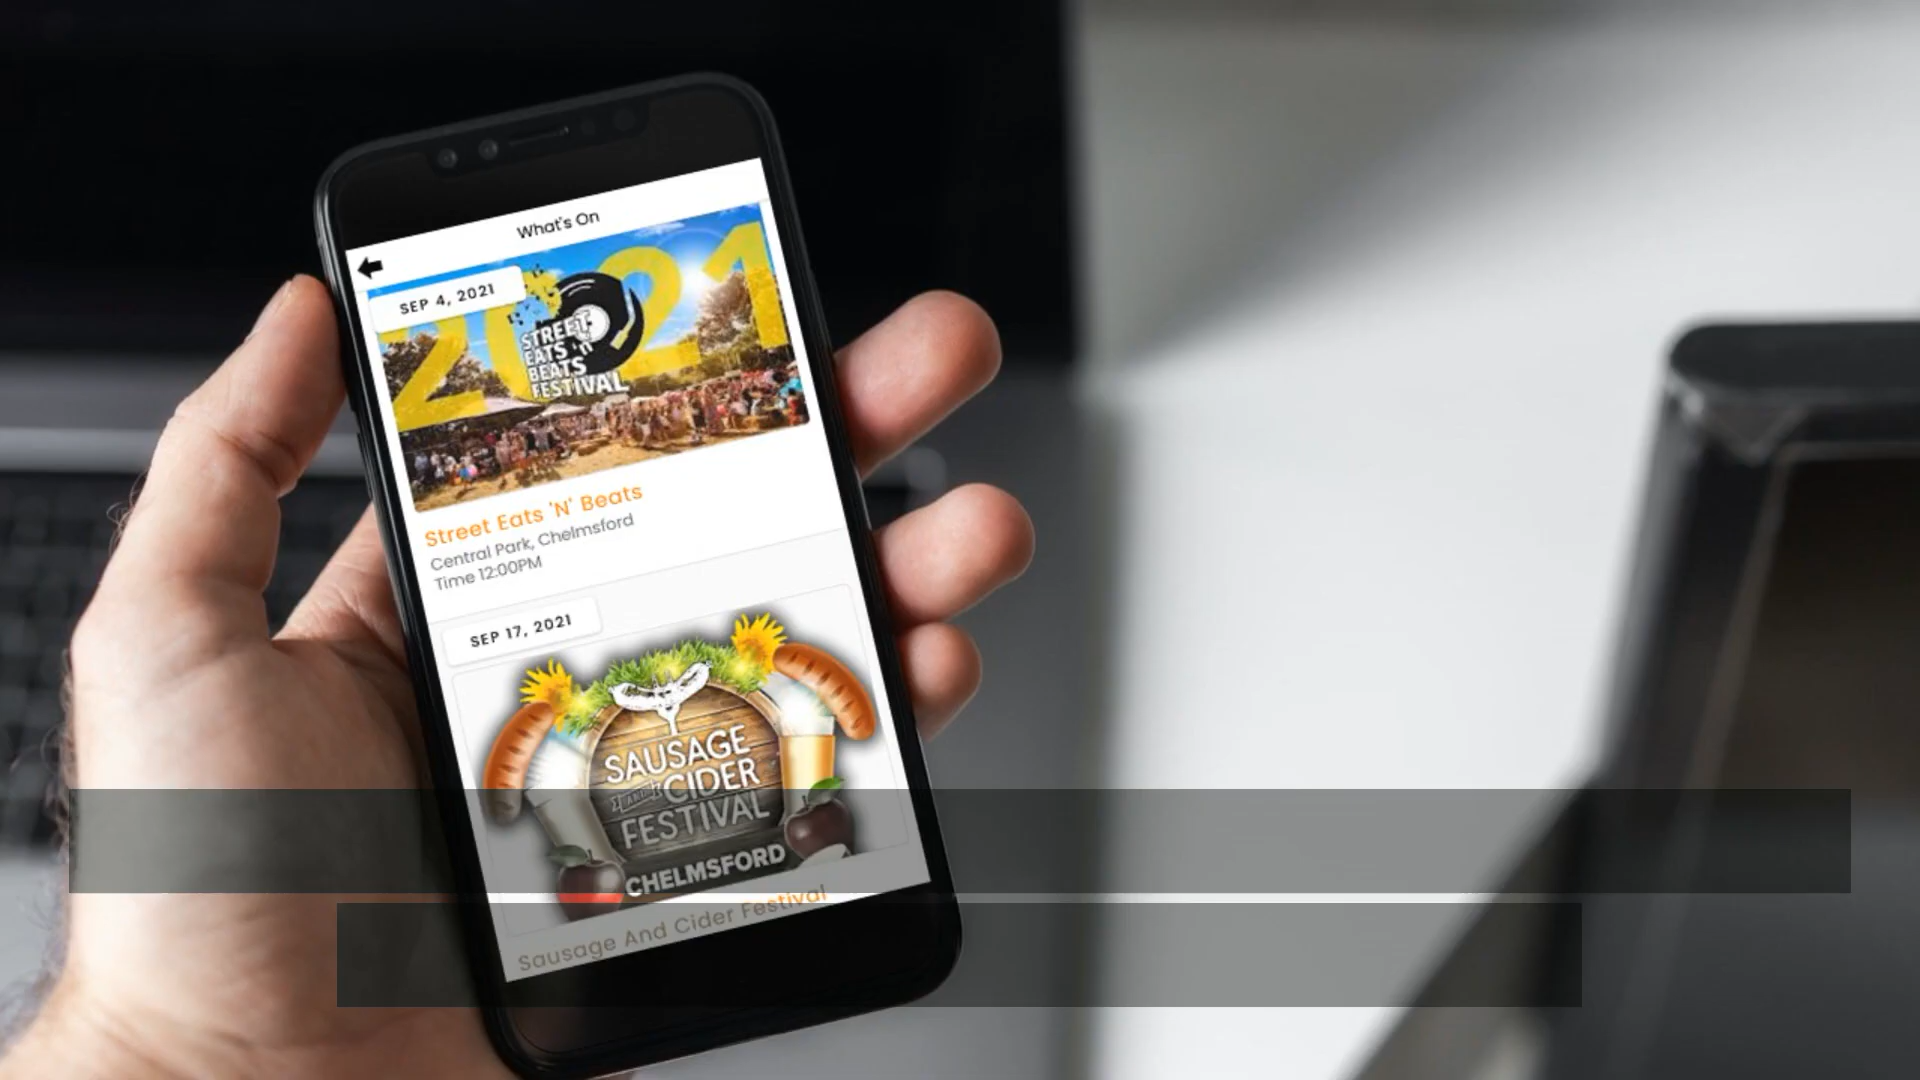 What's On
SEP 4, 2021
2021
STREET
EATS 'n'
BEATS
FESTIVAL
Street Eats 'N' Beats
Central Park, Chelmsford
Time 12:00PM
SEP 17, 2021
SAUSAGE
AND CIDER
FESTIVAL
CHELMSFORD
Sausage And Cider Festival